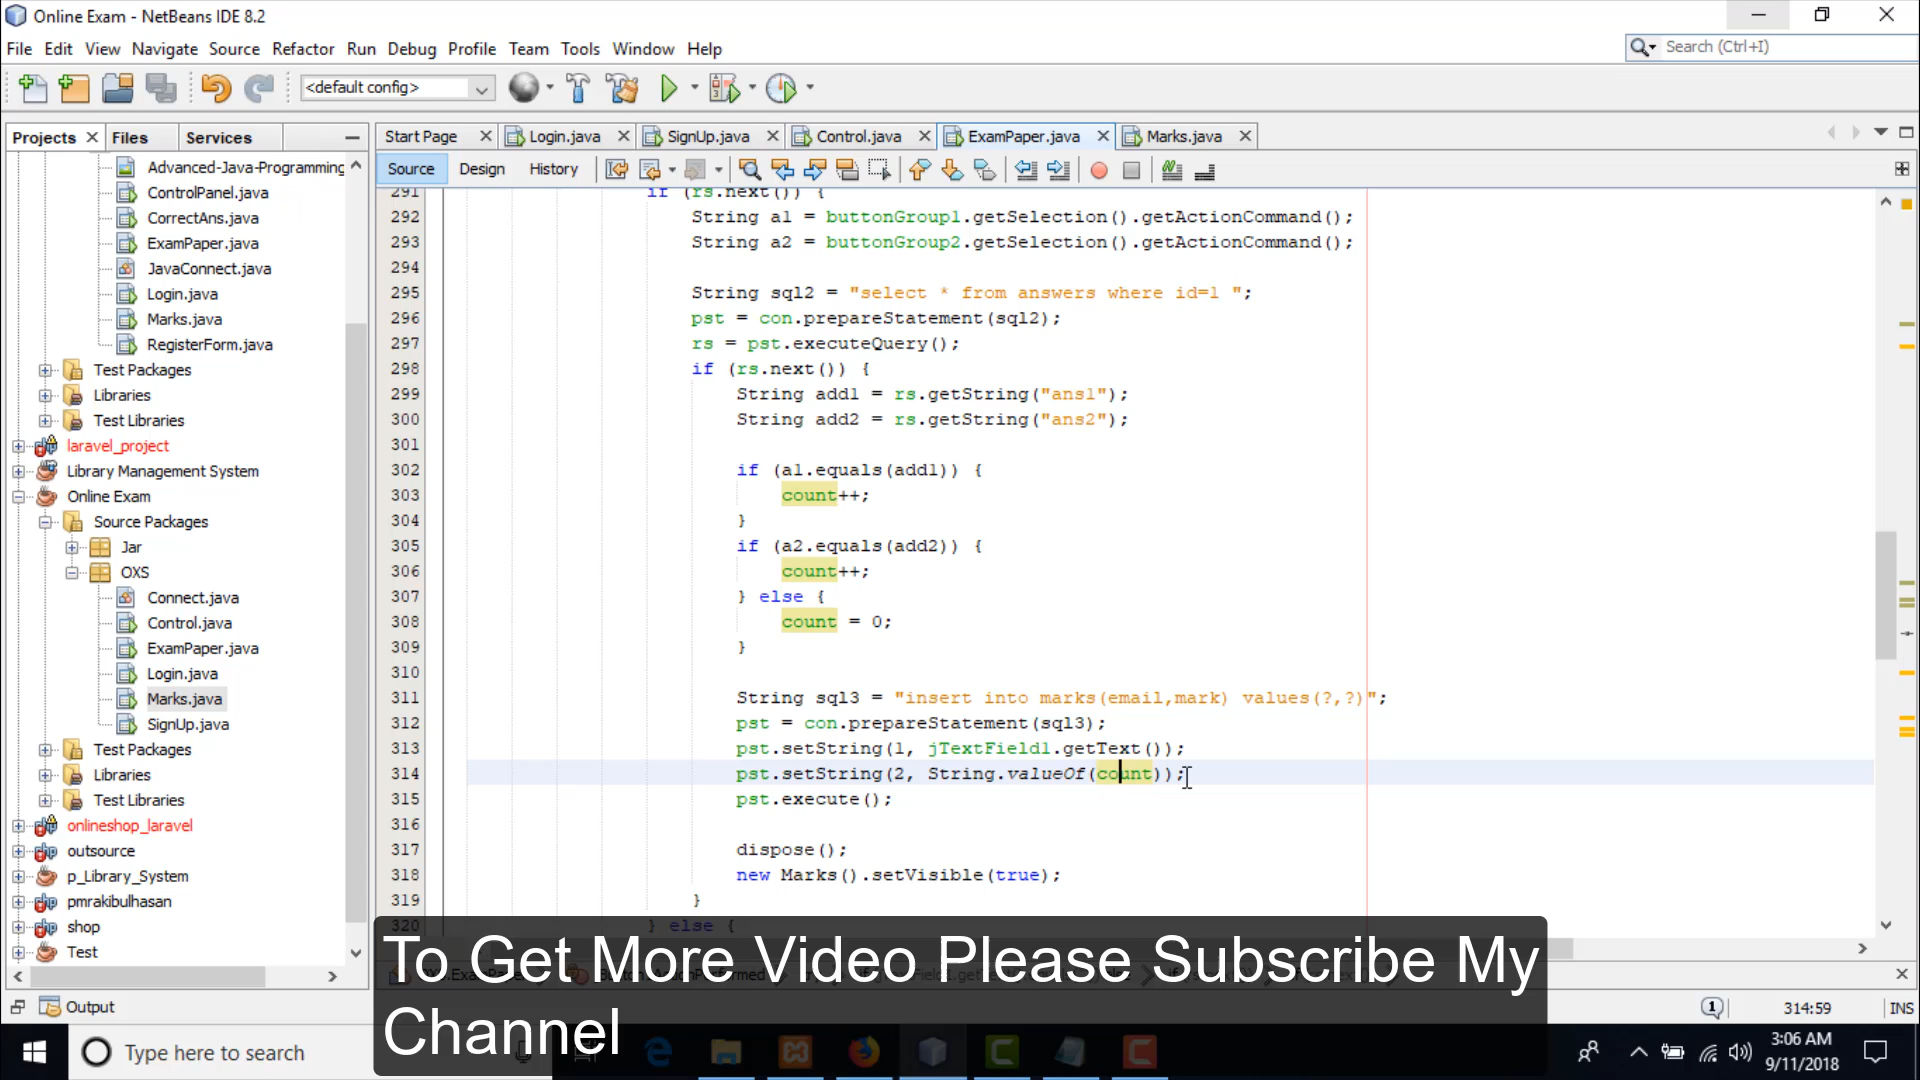 Online Exam - NetBeans IDE 8.2
File Edit View Navigate Source Refactor Run Debug Profile Team Tools Window Help
Search (Ctrl+I)
<default config>
Projects Files Services
Start Page Login.java SignUp.java Control.java ExamPaper.java Marks.java
Source Design History
Advanced-Java-Programming
ControlPanel.java
CorrectAns.java
ExamPaper.java
JavaConnect.java
Login.java
Marks.java
RegisterForm.java
Test Packages
Libraries
Test Libraries
laravel_project
Library Management System
Online Exam
Source Packages
Jar
OXS
Connect.java
Control.java
ExamPaper.java
Login.java
Marks.java
SignUp.java
Test Packages
Libraries
Test Libraries
onlineshop_laravel
outsource
p_Library_System
pmrakibulhasan
shop
Test
291 if (rs.next()) {
292 String a1 = buttonGroup1.getSelection().getActionCommand();
293 String a2 = buttonGroup2.getSelection().getActionCommand();
294
295 String sql2 = "select * from answers where id=1 ";
296 pst = con.prepareStatement(sql2);
297 rs = pst.executeQuery();
298 if (rs.next()) {
299 String add1 = rs.getString("ans1");
300 String add2 = rs.getString("ans2");
301
302 if (a1.equals(add1)) {
303 count++;
304 }
305 if (a2.equals(add2)) {
306 count++;
307 } else {
308 count = 0;
309 }
310
311 String sql3 = "insert into marks(email,mark) values(?,?)";
312 pst = con.prepareStatement(sql3);
313 pst.setString(1, jTextField1.getText());
314 pst.setString(2, String.valueOf(count));
315 pst.execute();
316
317 dispose();
318 new Marks().setVisible(true);
319 }
320 } else {
To Get More Video Please Subscribe My
Channel
Output
1
314:59
INS
Type here to search
3:06 AM
9/11/2018